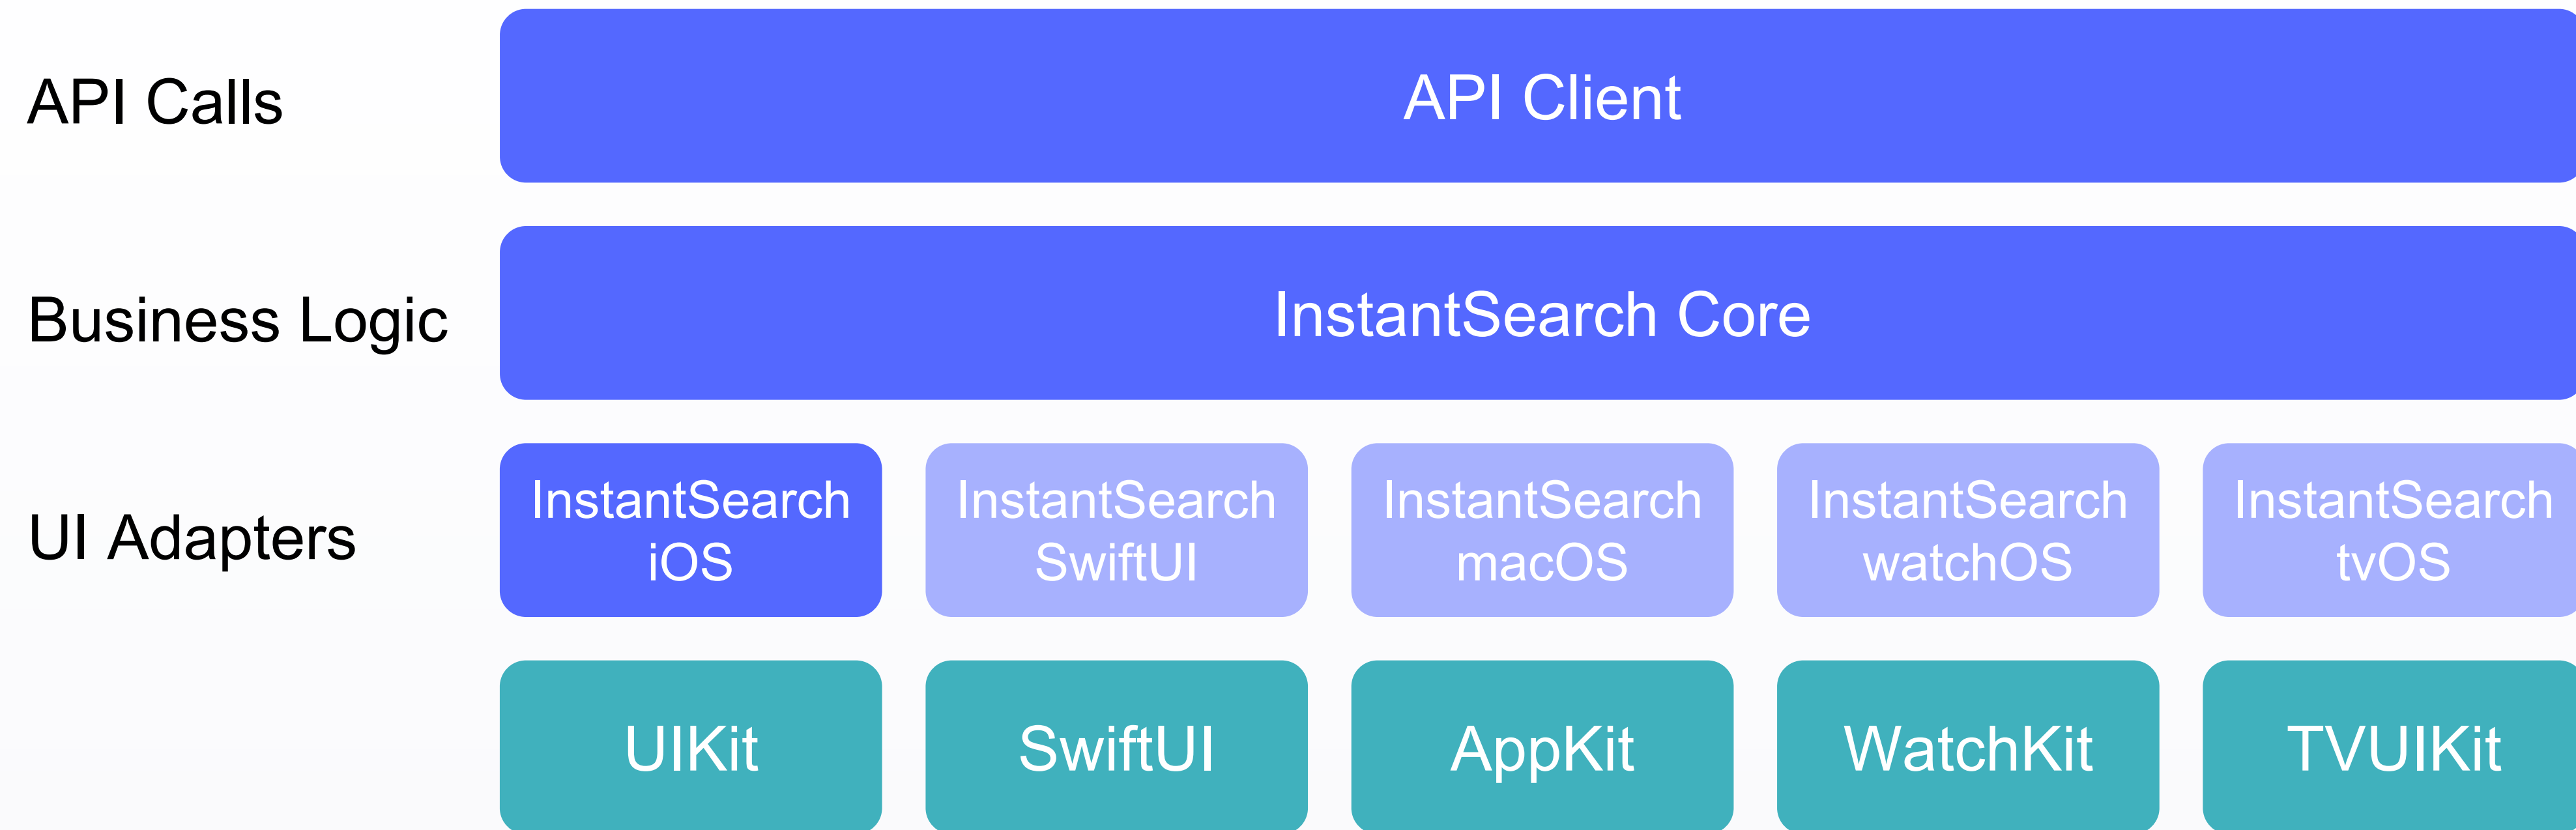 API Calls
API Client
Business Logic
InstantSearch Core
UI Adapters
InstantSearch
iOS
InstantSearch
SwiftUI
InstantSearch
macOS
InstantSearch
watchOS
InstantSearch
tvOS
UIKit
SwiftUI
AppKit
WatchKit
TVUIKit